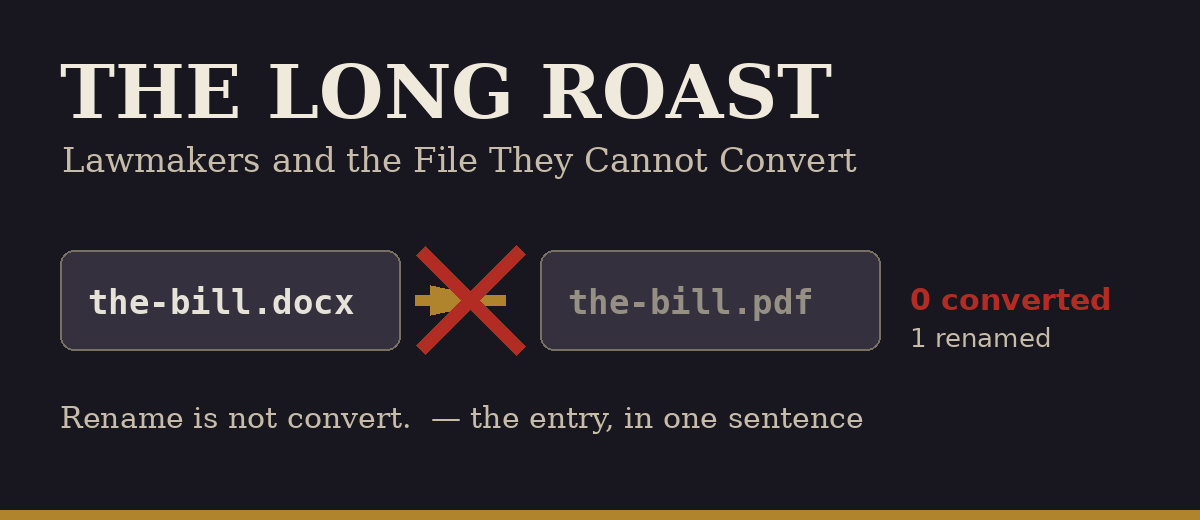 THE LONG ROAST
Lawmakers and the File They Cannot Convert
the-bill.docx
the-bill.pdf
0 converted
1 renamed
Rename is not convert.  — the entry, in one sentence